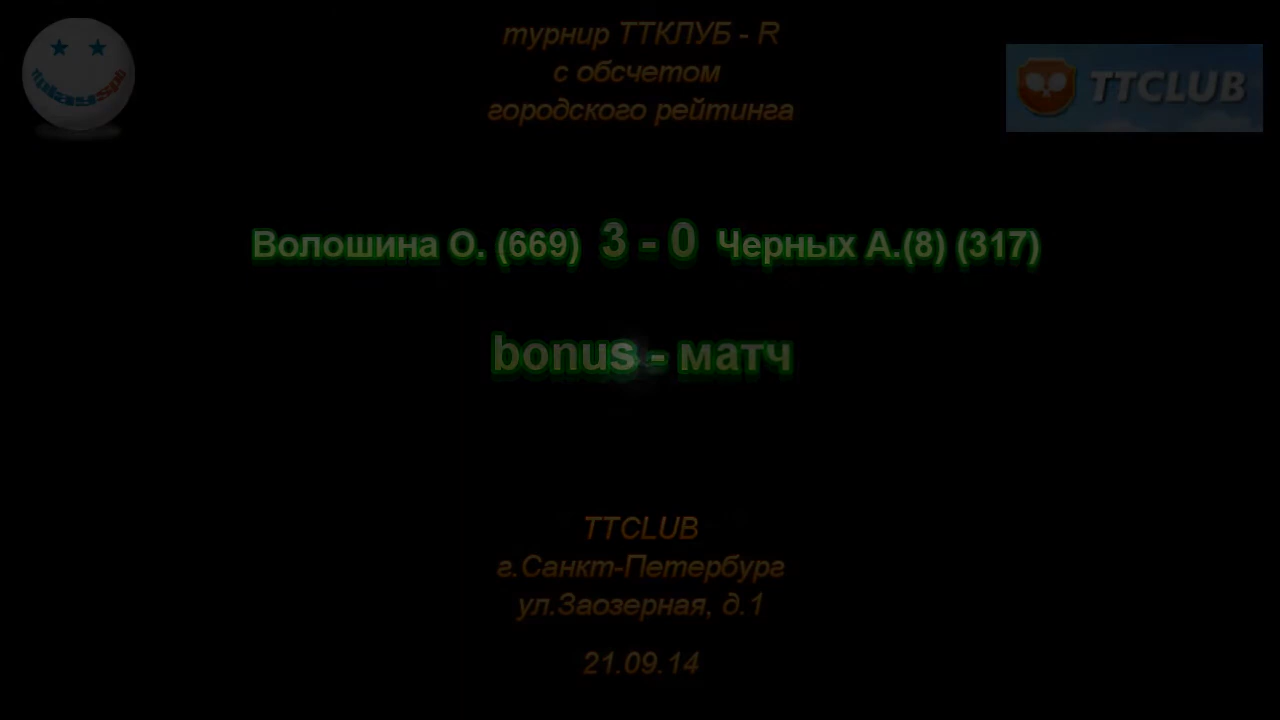 турнир ТТКЛУБ - R
с обсчетом
городского рейтинга
TTCLUB
Волошина О. (669) 3 - 0 Черных А.(8) (317)
bonus - матч
TTCLUB
г.Санкт-Петербург
ул.Заозерная, д.1
21.09.14